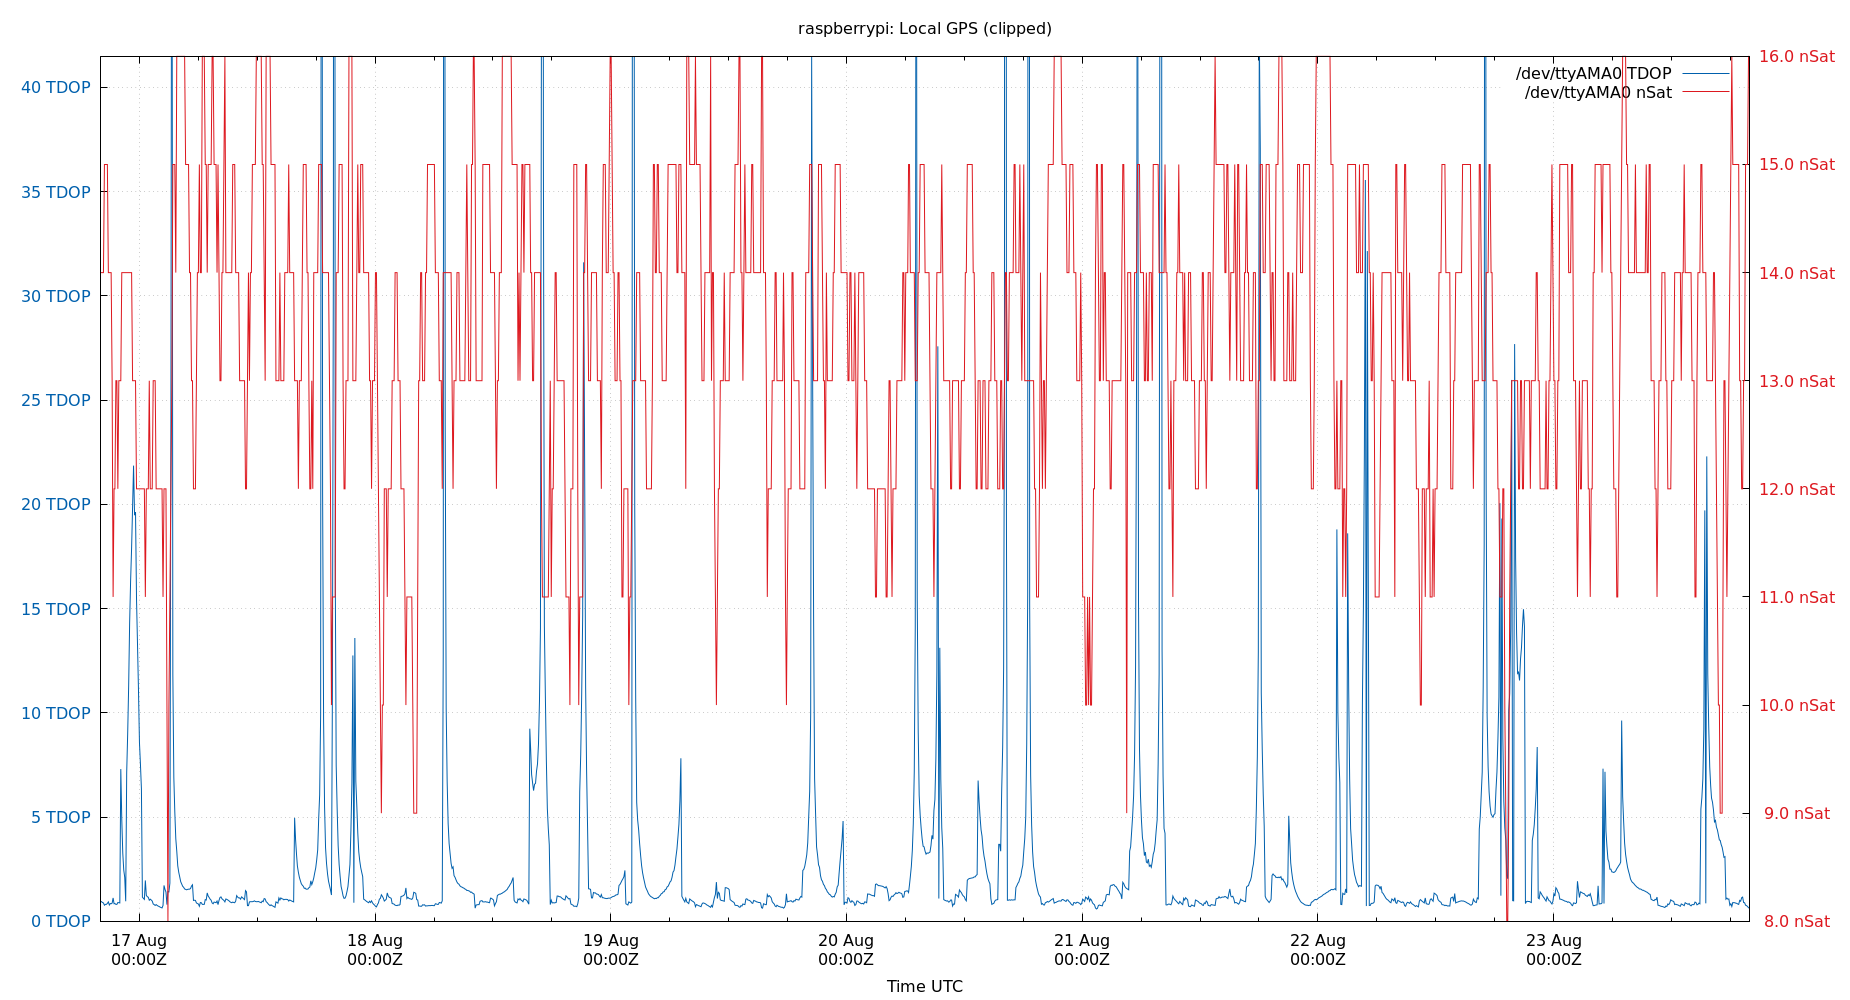 raspberrypi: Local GPS (clipped)
/dev/ttyAMA0 TDOP
/dev/ttyAMA0 nSat
40 TDOP
35 TDOP
30 TDOP
25 TDOP
20 TDOP
15 TDOP
10 TDOP
5 TDOP
0 TDOP
16.0 nSat
15.0 nSat
14.0 nSat
13.0 nSat
12.0 nSat
11.0 nSat
10.0 nSat
9.0 nSat
8.0 nSat
17 Aug 18 Aug 19 Aug 20 Aug 21 Aug 22 Aug 23 Aug
00:00Z 00:00Z 00:00Z 00:00Z 00:00Z 00:00Z 00:00Z
Time UTC